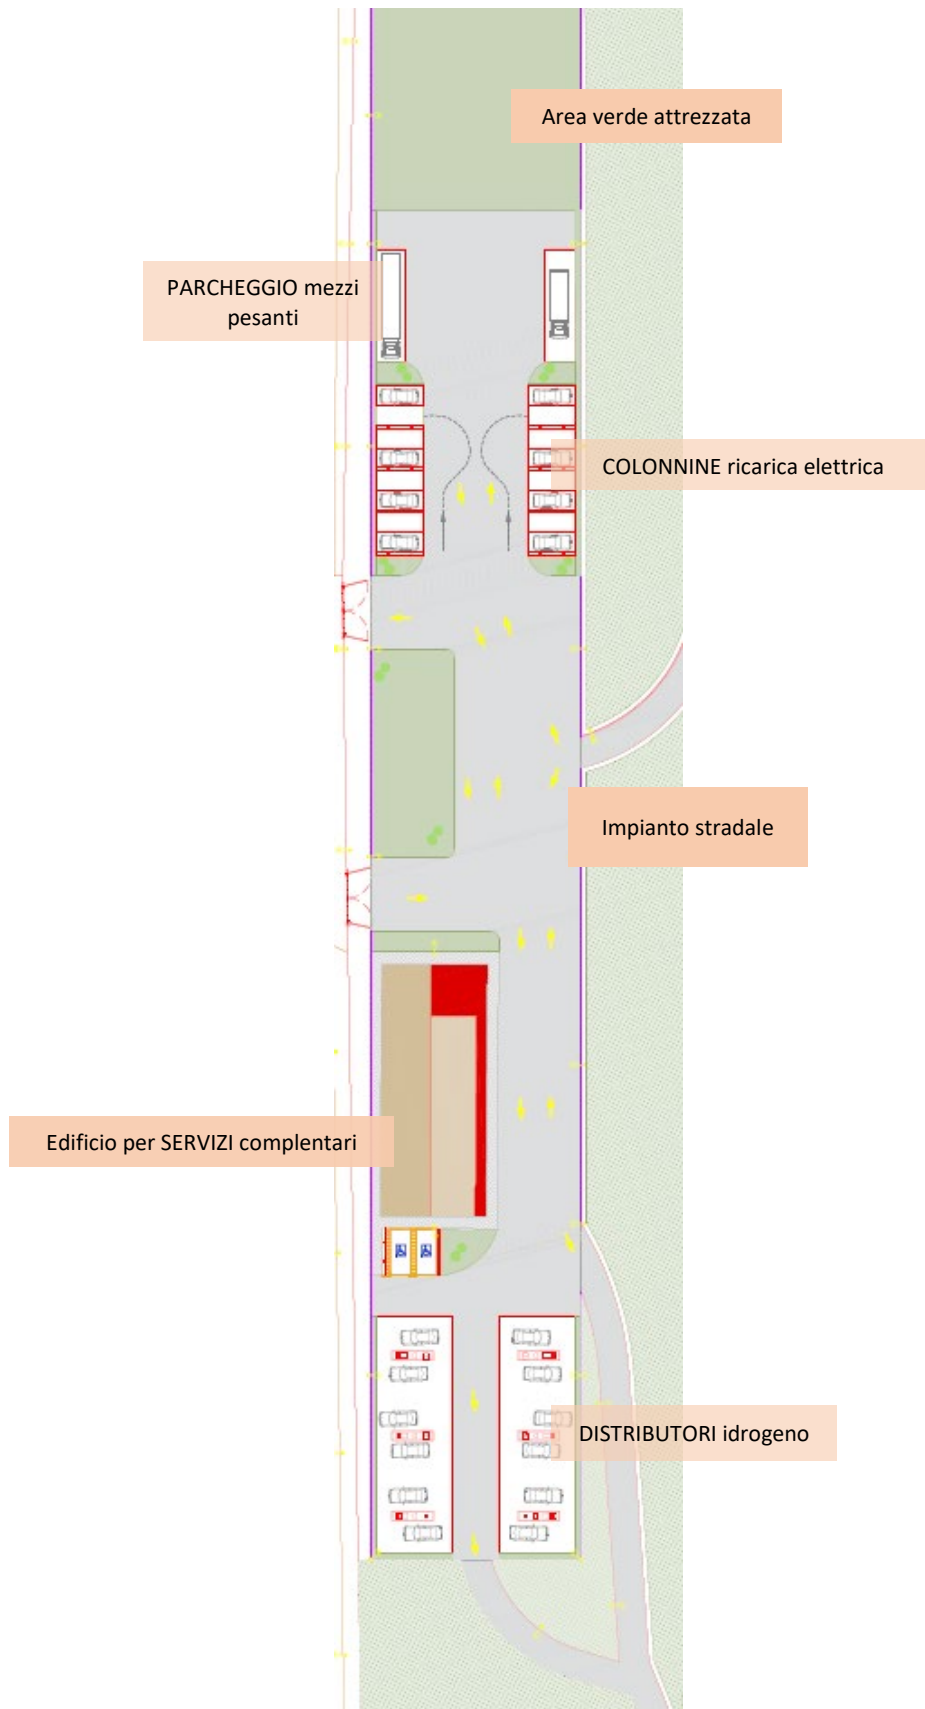 Area verde attrezzata
PARCHEGGIO mezzi
pesanti
COLONNINE ricarica elettrica
Impianto stradale
Edificio per SERVIZI complentari
DISTRIBUTORI idrogeno